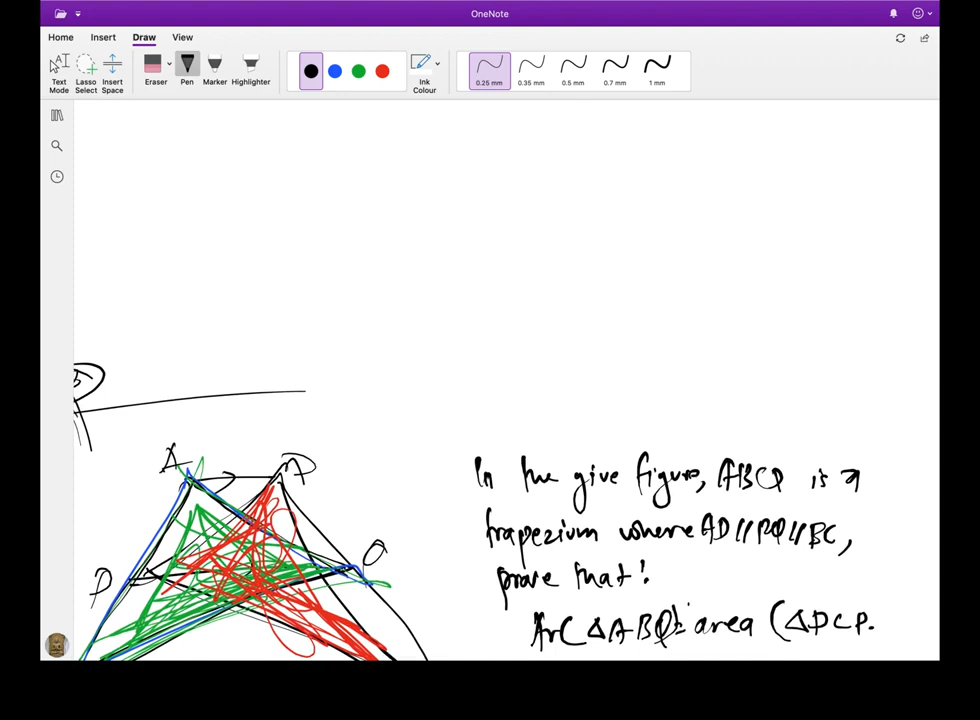 OneNote
Home Insert Draw View
Text Mode Lasso Select Insert Space Eraser Pen Marker Highlighter Ink Colour 0.25 mm 0.35 mm 0.5 mm 0.7 mm 1 mm
A
D
P
Q
In the give figure, ABCD is a
trapezium where AD//PQ//BC,
prove that:
Ar( △ABQ = area (△DCP.